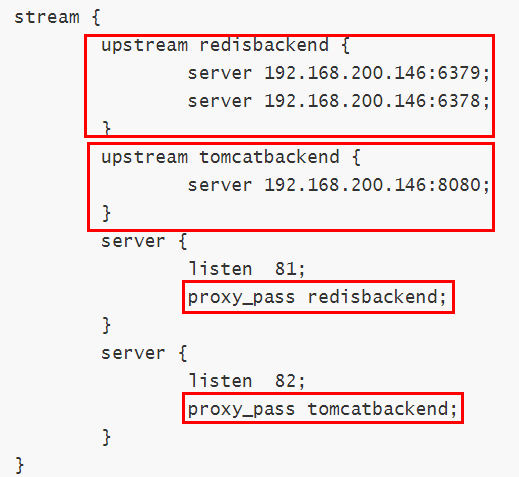 stream {
upstream redisbackend {
server 192.168.200.146:6379;
server 192.168.200.146:6378;
}
upstream tomcatbackend {
server 192.168.200.146:8080;
}
server {
listen  81;
proxy_pass redisbackend;
}
server {
listen  82;
proxy_pass tomcatbackend;
}
}